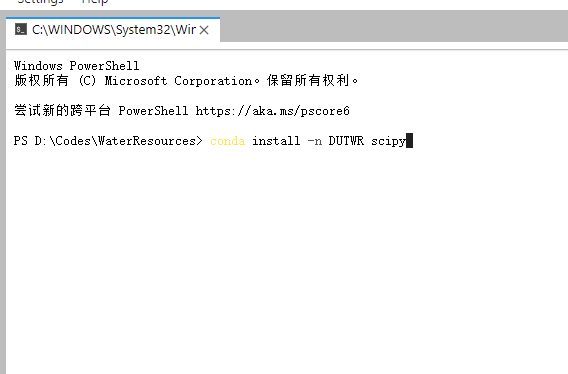 Settings Help
C:\WINDOWS\System32\Wir
Windows PowerShell
版权所有 (C) Microsoft Corporation。保留所有权利。
尝试新的跨平台 PowerShell https://aka.ms/pscore6
PS D:\Codes\WaterResources> conda install -n DUTWR scipy